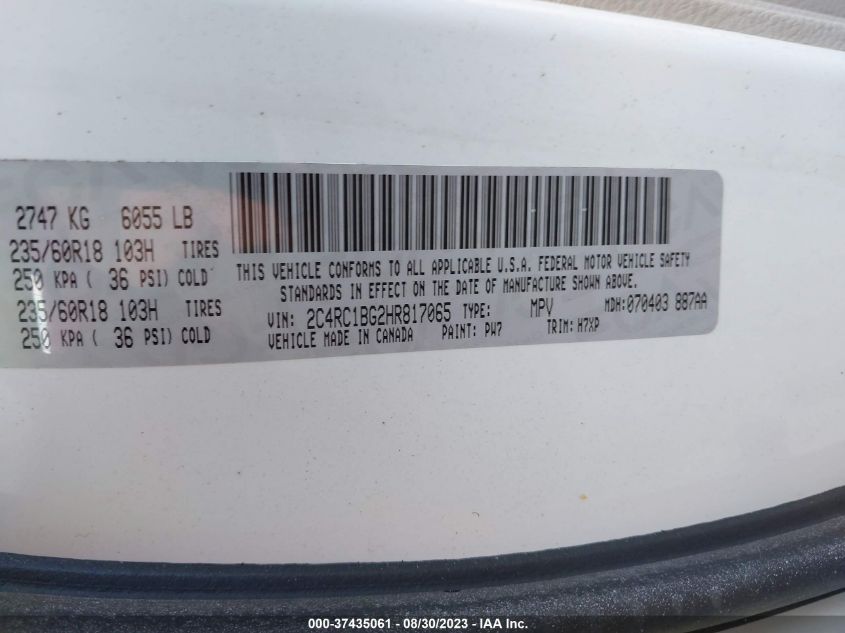 2747 KG 6055 LB
235/60R18 103H TIRES
250 KPA ( 36 PSI) COLD
235/60R18 103H TIRES
250 KPA ( 36 PSI) COLD
THIS VEHICLE CONFORMS TO ALL APPLICABLE U.S.A. FEDERAL MOTOR VEHICLE SAFETY
STANDARDS IN EFFECT ON THE DATE OF MANUFACTURE SHOWN ABOVE.
VIN: 2C4RC1BG2HR817065 TYPE: MPV MDH:070403 887AA
VEHICLE MADE IN CANADA PAINT: PW7 TRIM: H7XP
000-37435061 - 08/30/2023 - IAA Inc.